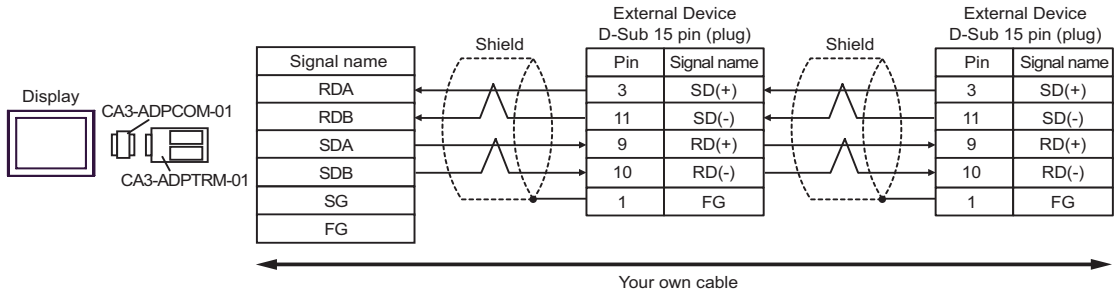 External Device
D-Sub 15 pin (plug)
External Device
D-Sub 15 pin (plug)
Shield
Shield
Signal name
Pin Signal name
Pin Signal name
Display
CA3-ADPCOM-01
CA3-ADPTRM-01
RDA 3 SD(+) 3 SD(+)
RDB 11 SD(-) 11 SD(-)
SDA 9 RD(+) 9 RD(+)
SDB 10 RD(-) 10 RD(-)
SG 1 FG 1 FG
FG
Your own cable